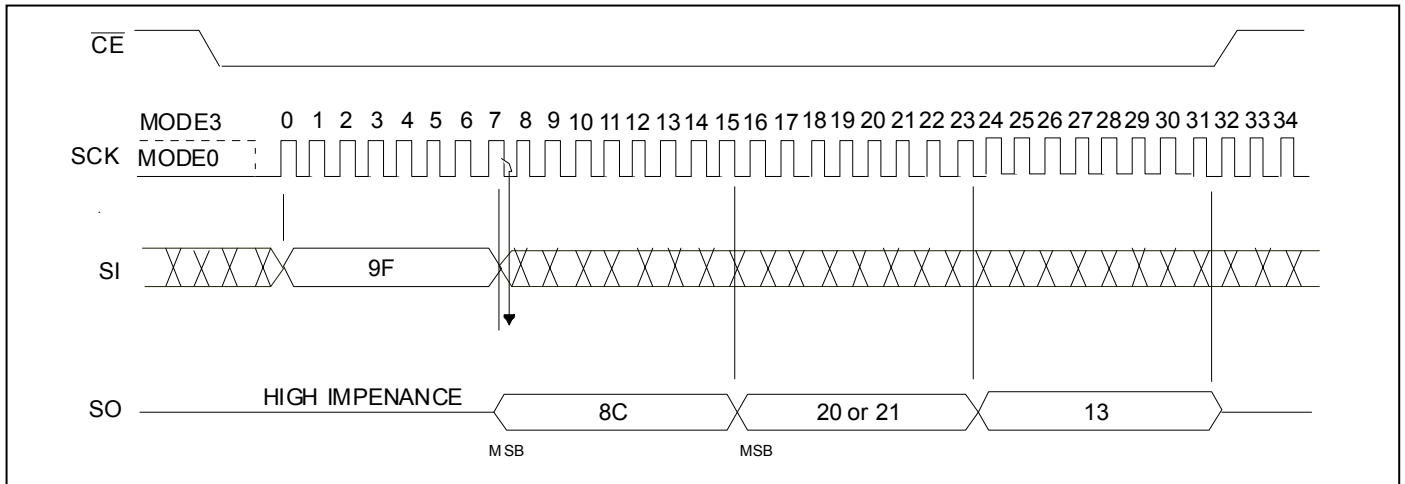 CE
MODE3 0 1 2 3 4 5 6 7 8 9 10 11 12 13 14 15 16 17 18 19 20 21 22 23 24 25 26 27 28 29 30 31 32 33 34
SCK MODE0
SI 9F
SO HIGH IMPENANCE 8C 20 or 21 13
MSB MSB